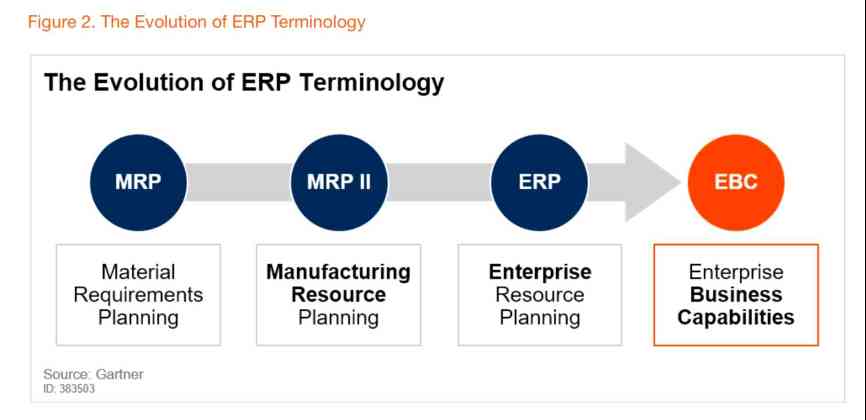 Figure 2. The Evolution of ERP Terminology
The Evolution of ERP Terminology
MRP
MRP II
ERP
EBC
Material
Requirements
Planning
Manufacturing
Resource
Planning
Enterprise
Resource
Planning
Enterprise
Business
Capabilities
Source: Gartner
ID: 383503